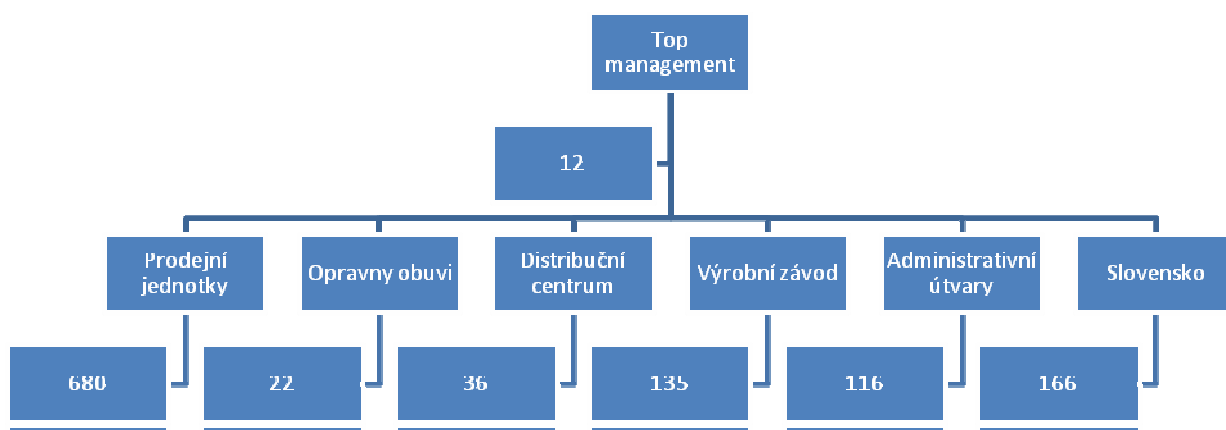 Top
management
12
Prodejní
jednotky
Opravny obuvi
Distribuční
centrum
Výrobní závod
Administrativní
útvary
Slovensko
680
22
36
135
116
166